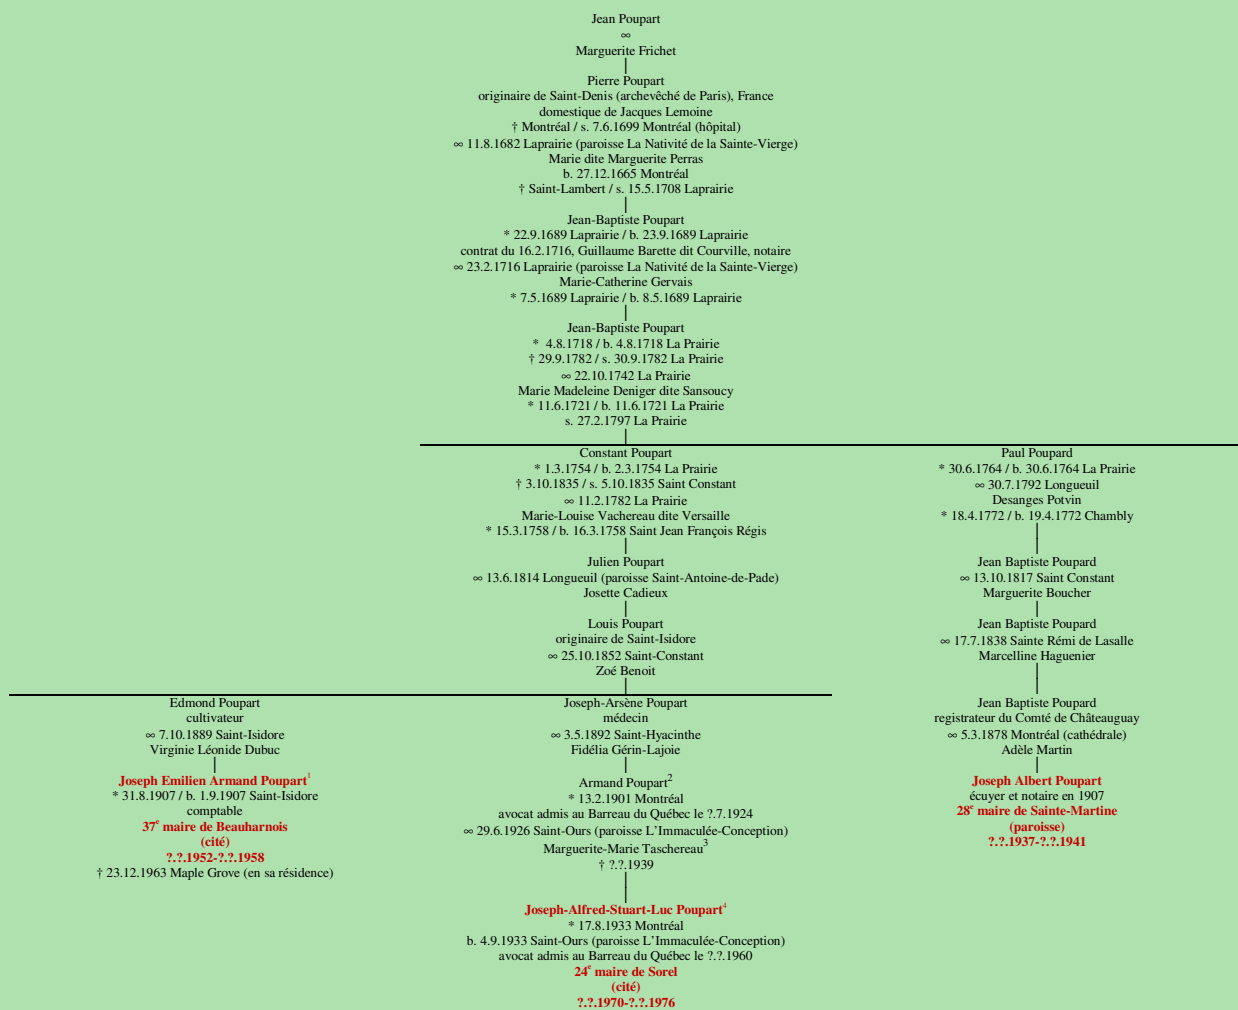 Jean Poupart
∞
Marguerite Frichet
Pierre Poupart
originaire de Saint-Denis (archevêché de Paris), France
domestique de Jacques Lemoine
† Montréal / s. 7.6.1699 Montréal (hôpital)
∞ 11.8.1682 Laprairie (paroisse La Nativité de la Sainte-Vierge)
Marie dite Marguerite Perras
b. 27.12.1665 Montréal
† Saint-Lambert / s. 15.5.1708 Laprairie
Jean-Baptiste Poupart
* 22.9.1689 Laprairie / b. 23.9.1689 Laprairie
contrat du 16.2.1716, Guillaume Barette dit Courville, notaire
∞ 23.2.1716 Laprairie (paroisse La Nativité de la Sainte-Vierge)
Marie-Catherine Gervais
* 7.5.1689 Laprairie / b. 8.5.1689 Laprairie
Jean-Baptiste Poupart
* 4.8.1718 / b. 4.8.1718 La Prairie
† 29.9.1782 / s. 30.9.1782 La Prairie
∞ 22.10.1742 La Prairie
Marie Madeleine Deniger dite Sansoucy
* 11.6.1721 / b. 11.6.1721 La Prairie
s. 27.2.1797 La Prairie
Constant Poupart
* 1.3.1754 / b. 2.3.1754 La Prairie
† 3.10.1835 / s. 5.10.1835 Saint Constant
∞ 11.2.1782 La Prairie
Marie-Louise Vachereau dite Versaille
* 15.3.1758 / b. 16.3.1758 Saint Jean François Régis
Julien Poupart
∞ 13.6.1814 Longueuil (paroisse Saint-Antoine-de-Pade)
Josette Cadieux
Louis Poupart
originaire de Saint-Isidore
∞ 25.10.1852 Saint-Constant
Zoé Benoit
Paul Poupard
* 30.6.1764 / b. 30.6.1764 La Prairie
∞ 30.7.1792 Longueuil
Desanges Potvin
* 18.4.1772 / b. 19.4.1772 Chambly
Jean Baptiste Poupard
∞ 13.10.1817 Saint Constant
Marguerite Boucher
Jean Baptiste Poupard
∞ 17.7.1838 Sainte Rémi de Lasalle
Marcelline Haguenier
Edmond Poupart
cultivateur
∞ 7.10.1889 Saint-Isidore
Virginie Léonide Dubuc
Joseph Emilien Armand Poupart¹
* 31.8.1907 / b. 1.9.1907 Saint-Isidore
comptable
37ᵉ maire de Beauharnois
(cité)
?.?.1952-?.?.1958
† 23.12.1963 Maple Grove (en sa résidence)
Joseph-Arsène Poupart
médecin
∞ 3.5.1892 Saint-Hyacinthe
Fidélia Gérin-Lajoie
Armand Poupart²
* 13.2.1901 Montréal
avocat admis au Barreau du Québec le ?.7.1924
∞ 29.6.1926 Saint-Ours (paroisse L'Immaculée-Conception)
Marguerite-Marie Taschereau³
† ?.?.1939
Joseph-Alfred-Stuart-Luc Poupart⁴
* 17.8.1933 Montréal
b. 4.9.1933 Saint-Ours (paroisse L'Immaculée-Conception)
avocat admis au Barreau du Québec le ?.?.1960
24ᵉ maire de Sorel
(cité)
?.?.1970-?.?.1976
Jean Baptiste Poupard
registrateur du Comté de Châteauguay
∞ 5.3.1878 Montréal (cathédrale)
Adèle Martin
Joseph Albert Poupart
écuyer et notaire en 1907
28ᵉ maire de Sainte-Martine
(paroisse)
?.?.1937-?.?.1941